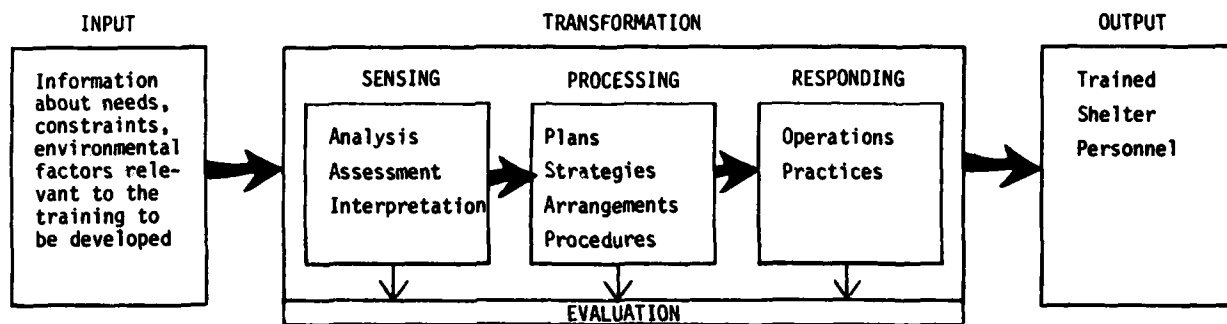 INPUT
TRANSFORMATION
OUTPUT
Information
about needs,
constraints,
environmental
factors rele-
vant to the
training to
be developed
SENSING
Analysis
Assessment
Interpretation
PROCESSING
Plans
Strategies
Arrangements
Procedures
RESPONDING
Operations
Practices
EVALUATION
Trained
Shelter
Personnel